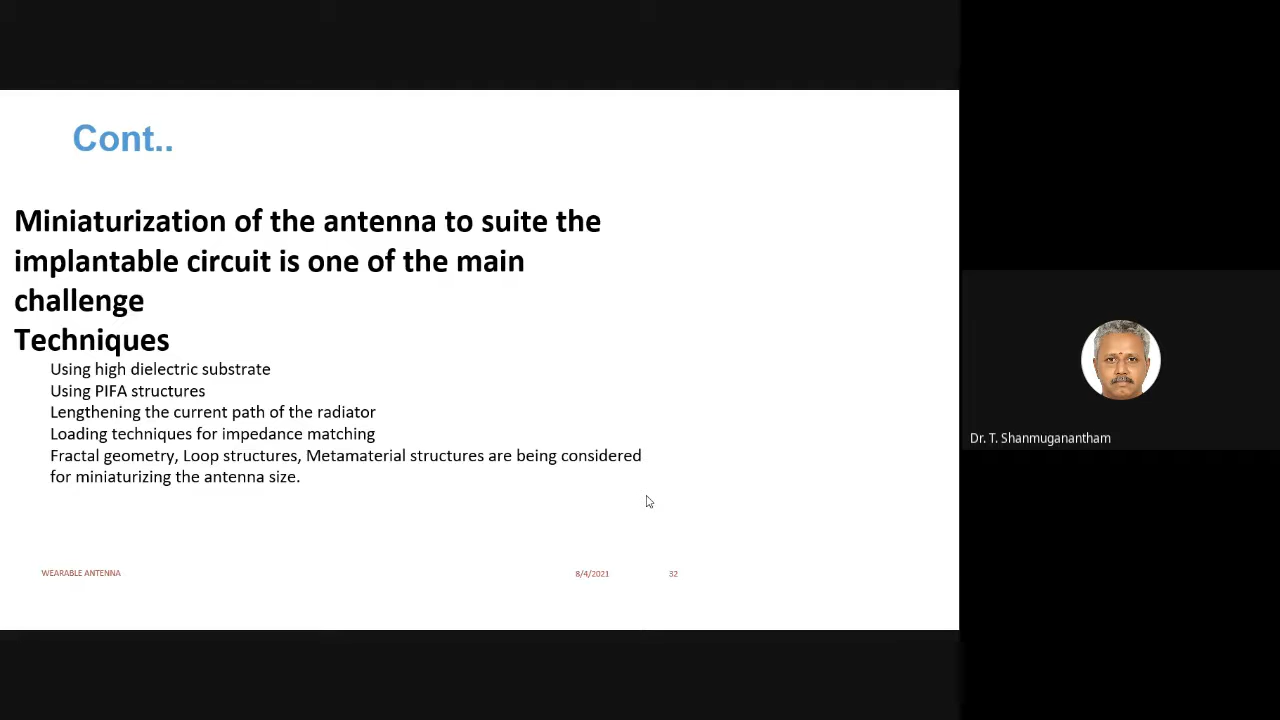 Cont..
Miniaturization of the antenna to suite the
implantable circuit is one of the main
challenge
Techniques
Using high dielectric substrate
Using PIFA structures
Lengthening the current path of the radiator
Loading techniques for impedance matching
Fractal geometry, Loop structures, Metamaterial structures are being considered
for miniaturizing the antenna size.
WEARABLE ANTENNA
8/4/2021
32
Dr. T. Shanmuganantham